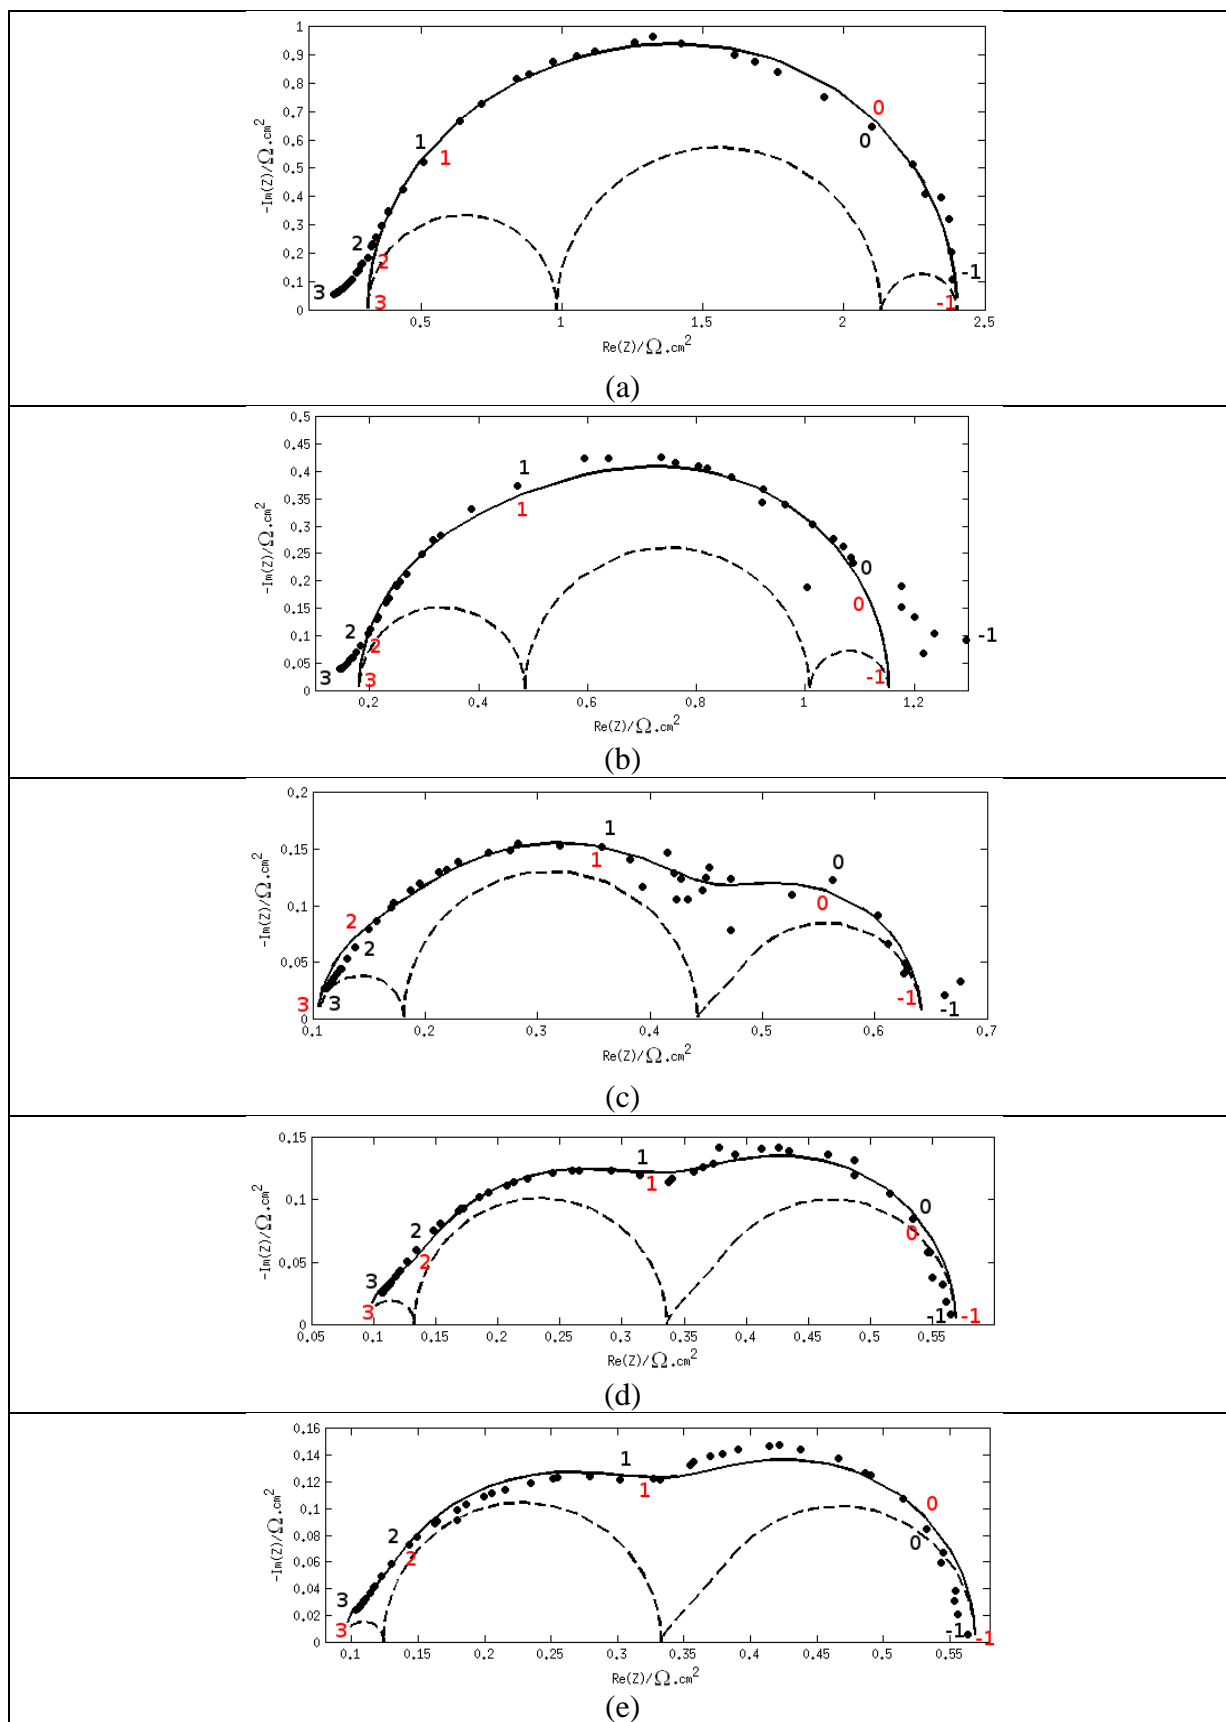 1
0.9
0.8
0.7
0.6
0.5
0.4
0.3
0.2
0.1
0
-Im(Z)/Ω.cm²
3 2 1 0 -1
3 2 1 0 -1
0.5 1 1.5 2 2.5
Re(Z)/Ω.cm²
(a)
0.5
0.45
0.4
0.35
0.3
0.25
0.2
0.15
0.1
0.05
0
-Im(Z)/Ω.cm²
3 2 1 0 -1
3 2 1 0 -1
0.2 0.4 0.6 0.8 1 1.2
Re(Z)/Ω.cm²
(b)
0.2
0.15
0.1
0.05
0
-Im(Z)/Ω.cm²
3 2 1 0 -1
3 2 1 0 -1
0.1 0.2 0.3 0.4 0.5 0.6 0.7
Re(Z)/Ω.cm²
(c)
0.15
0.1
0.05
0
-Im(Z)/Ω.cm²
3 2 1 0 -1
3 2 1 0 -1
0.05 0.1 0.15 0.2 0.25 0.3 0.35 0.4 0.45 0.5 0.55
Re(Z)/Ω.cm²
(d)
0.16
0.14
0.12
0.1
0.08
0.06
0.04
0.02
0
-Im(Z)/Ω.cm²
3 2 1 0 -1
3 2 1 0 -1
0.1 0.15 0.2 0.25 0.3 0.35 0.4 0.45 0.5 0.55
Re(Z)/Ω.cm²
(e)